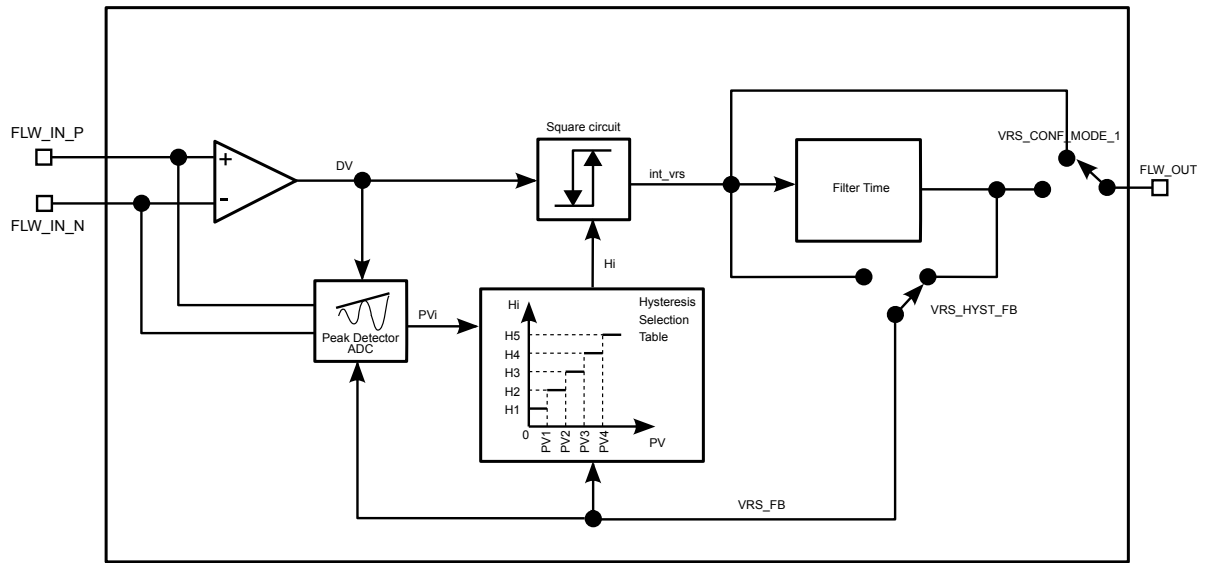 FLW_IN_P
FLW_IN_N
+
-
DV
Square circuit
int_vrs
Filter Time
VRS_CONF_MODE_1
FLW_OUT
VRS_HYST_FB
Peak Detector
ADC
PVi
Hi
Hysteresis
Selection
Table
Hi
H5
H4
H3
H2
H1
0
PV1
PV2
PV3
PV4
PV
VRS_FB